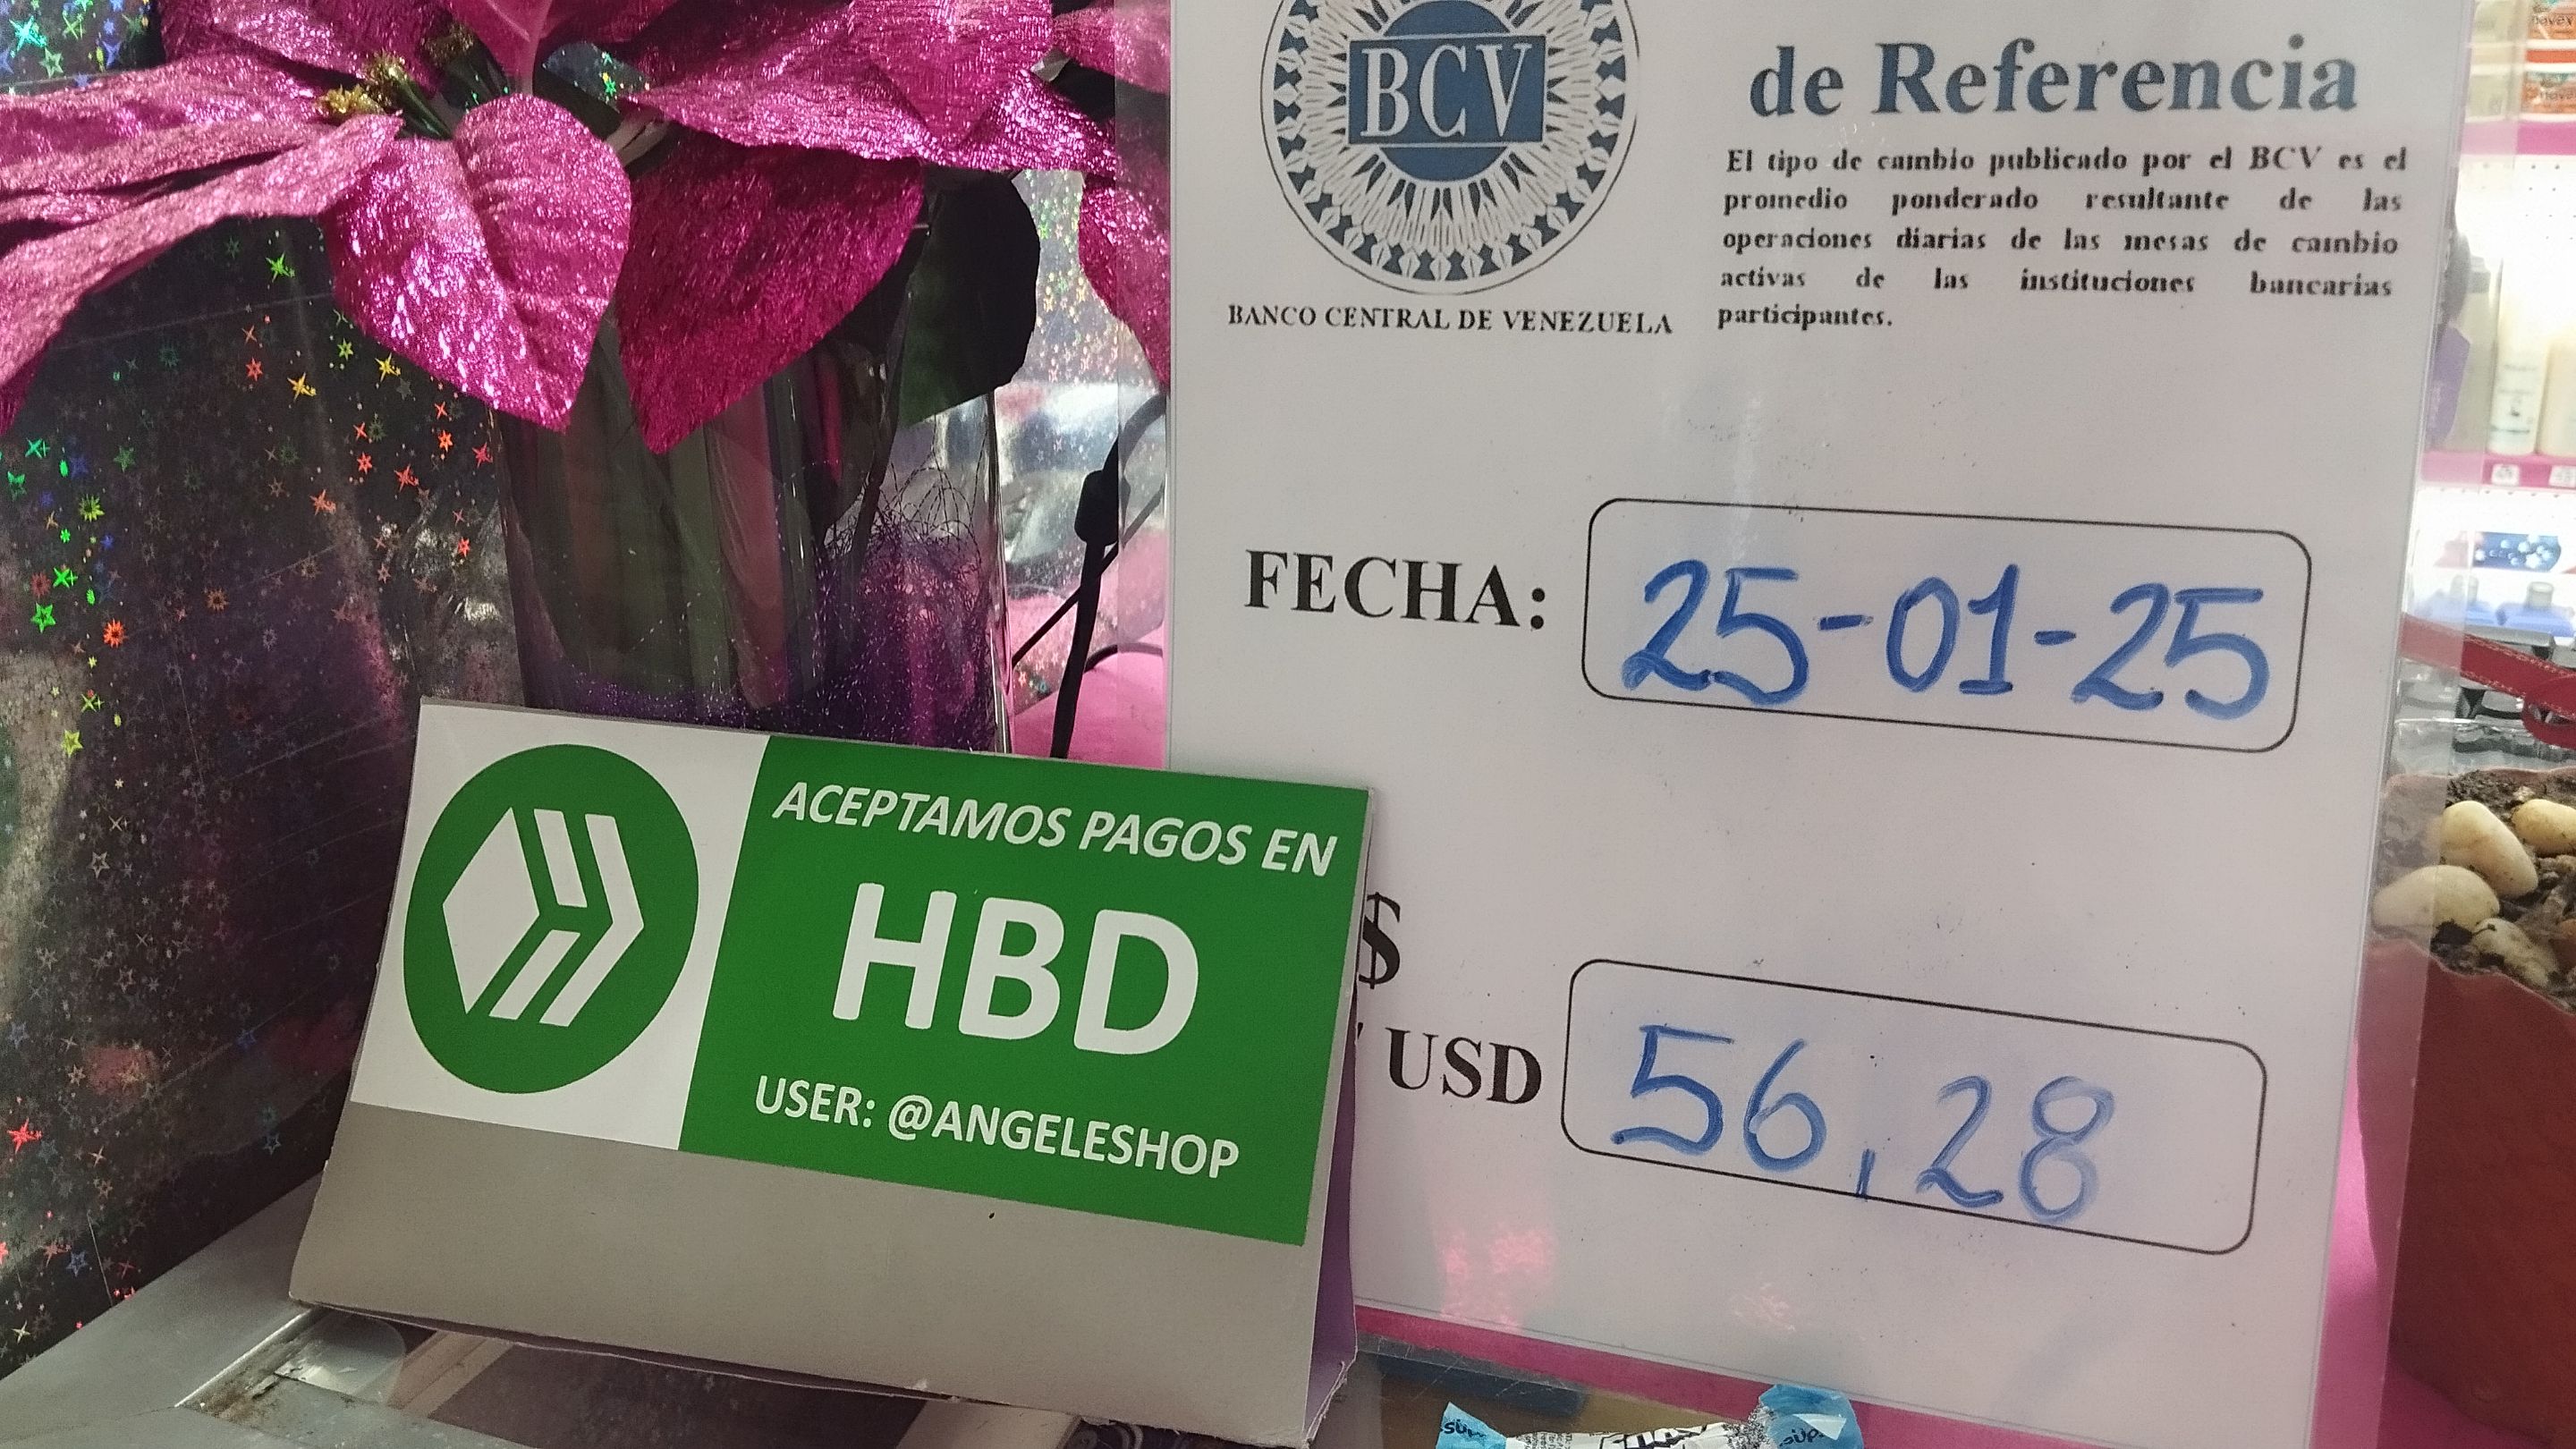 BCV
BANCO CENTRAL DE VENEZUELA
de Referencia
El tipo de cambio publicado por el BCV es el
promedio ponderado resultante de las
operaciones diarias de las mesas de cambio
activas de las instituciones bancarias
participantes.
FECHA: 25-01-25
$
USD 56,28
ACEPTAMOS PAGOS EN
HBD
USER: @ANGELESHOP